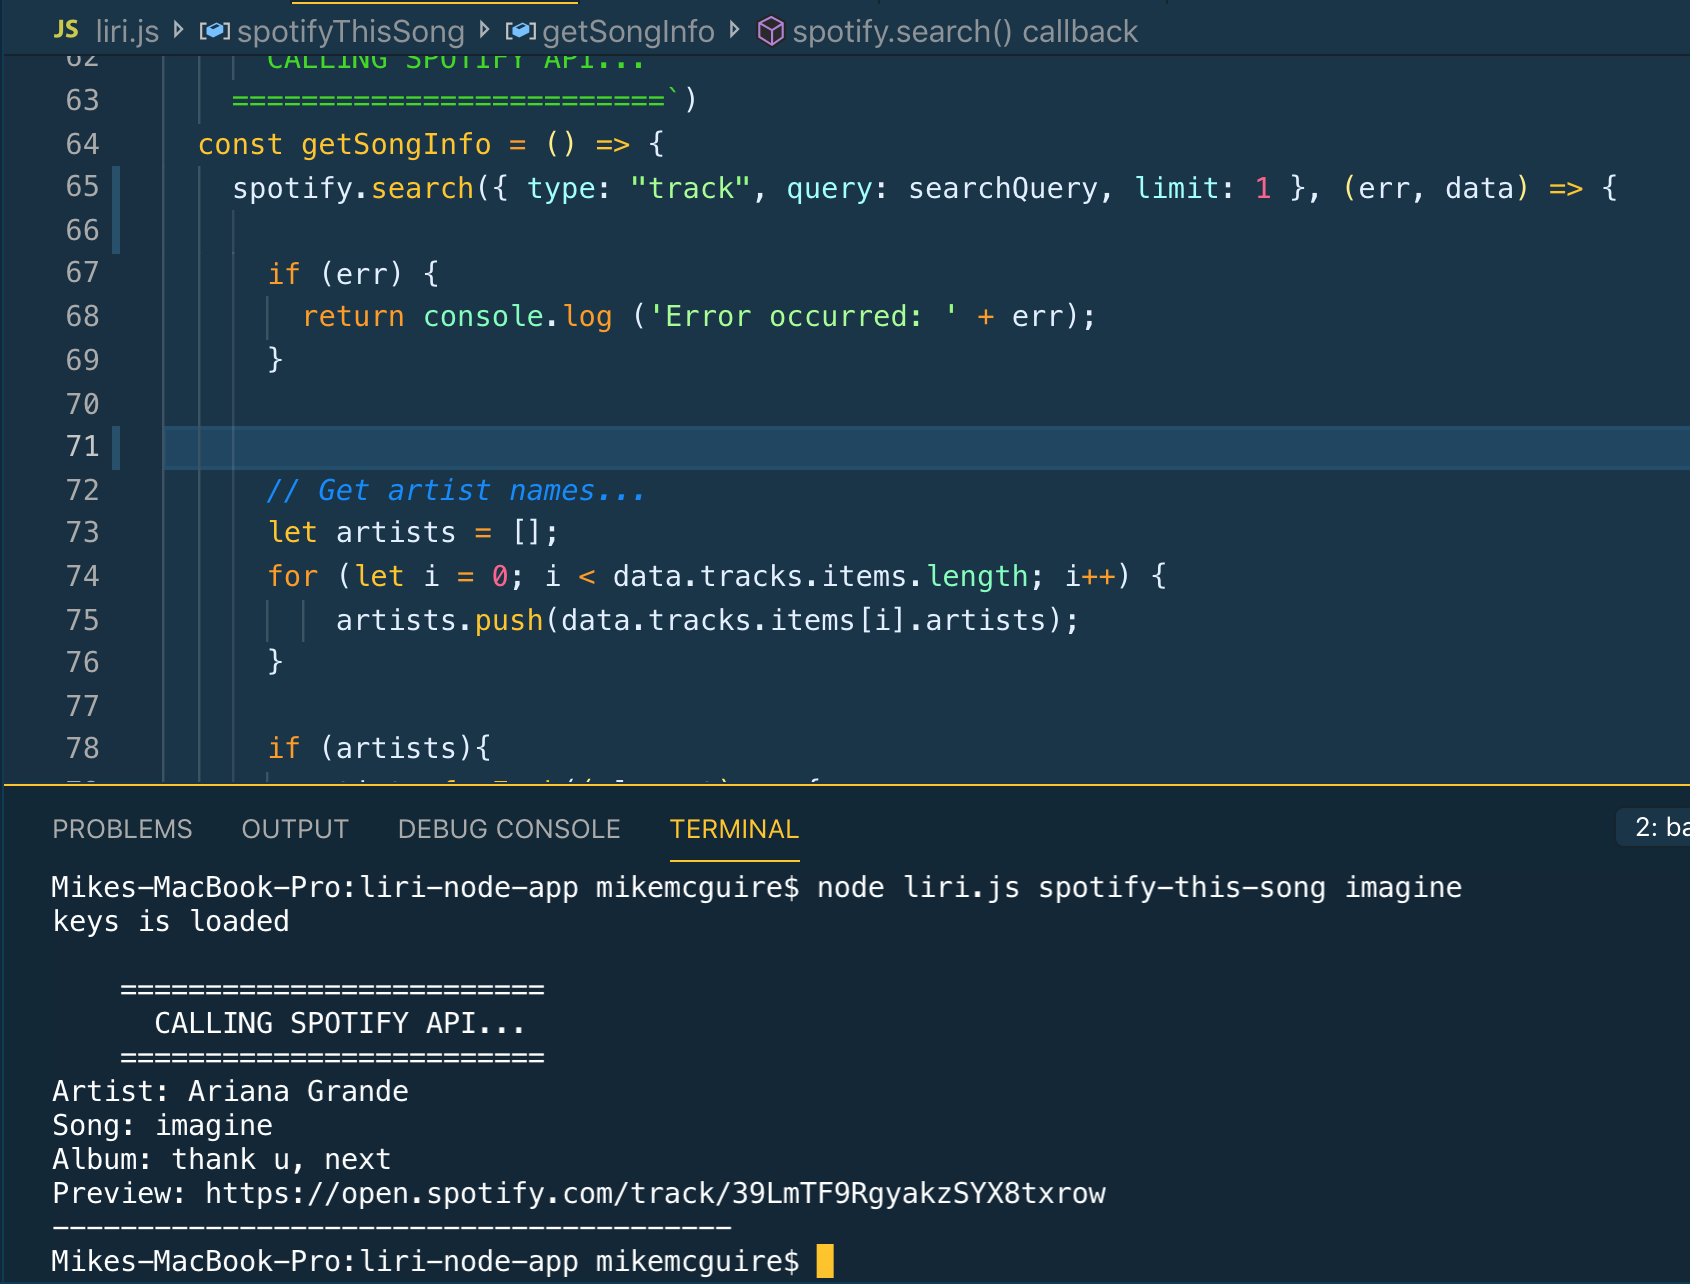 JS liri.js spotifyThisSong getSongInfo spotify.search() callback
62 CALLING SPOTIFY API...
63 =========================`)
64 const getSongInfo = () => {
65 spotify.search({ type: "track", query: searchQuery, limit: 1 }, (err, data) => {
66
67 if (err) {
68 return console.log ('Error occurred: ' + err);
69 }
70
71
72 // Get artist names...
73 let artists = [];
74 for (let i = 0; i < data.tracks.items.length; i++) {
75 artists.push(data.tracks.items[i].artists);
76 }
77
78 if (artists){
PROBLEMS OUTPUT DEBUG CONSOLE TERMINAL 2: ba
Mikes-MacBook-Pro:liri-node-app mikemcguire$ node liri.js spotify-this-song imagine
keys is loaded
=========================
CALLING SPOTIFY API...
=========================
Artist: Ariana Grande
Song: imagine
Album: thank u, next
Preview: https://open.spotify.com/track/39LmTF9RgyakzSYX8txrow
----------------------------------------
Mikes-MacBook-Pro:liri-node-app mikemcguire$